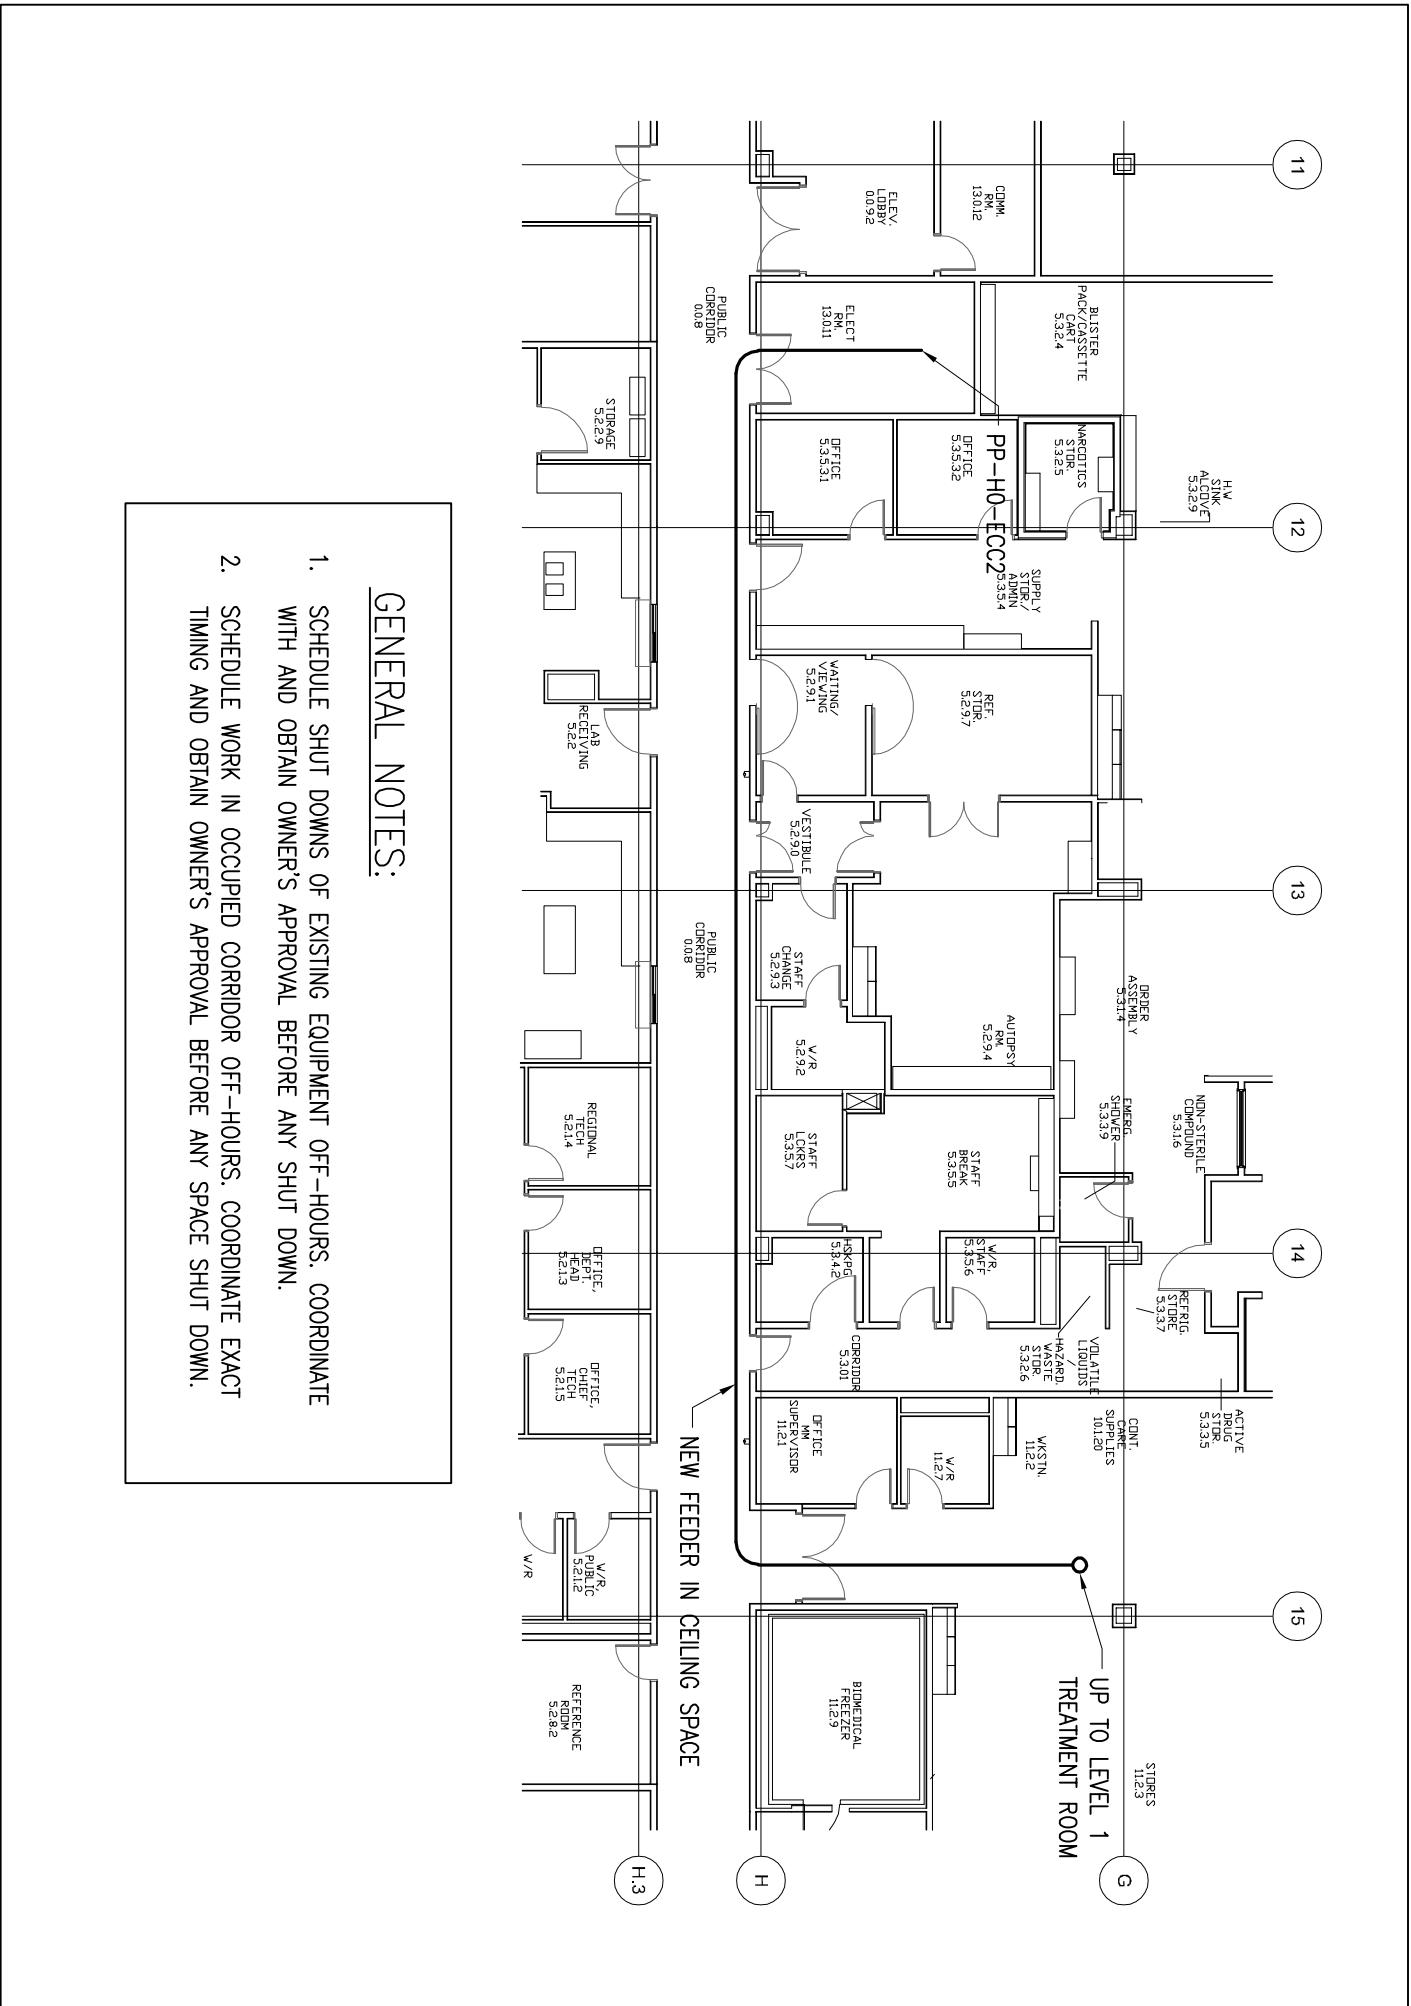 11
12
13
14
15
G
H
H.3
COMM.
RM.
13.0.12
ELEV.
LOBBY
0.0.9.2
BLISTER
PACK/CASSETTE
CART
5.3.2.4
ELECT
RM.
13.0.11
PUBLIC
CORRIDOR
0.0.8
PP-H0-ECC2
H.W
SINK
ALCOVE
5.3.2.9
NARCOTICS
STOR.
5.3.2.5
OFFICE
5.3.5.3.2
OFFICE
5.3.5.3.1
STORAGE
5.2.2.9
SUPPLY
STOR./
ADMIN
5.3.5.4
REF.
STOR.
5.2.9.7
WAITING/
VIEWING
5.2.9.1
LAB
RECEIVING
5.2.2
VESTIBULE
5.2.9.0
ORDER
ASSEMBLY
5.3.1.4
AUTOPSY
RM.
5.2.9.4
STAFF
CHANGE
5.2.9.3
PUBLIC
CORRIDOR
0.0.8
W/R
5.2.9.2
NON-STERILE
COMPOUND
5.3.1.6
EMERG.
SHOWER
5.3.3.9
STAFF
BREAK
5.3.5.5
STAFF
LCKRS
5.3.5.7
REGIONAL
TECH
5.2.1.4
REFRIG.
STORE
5.3.3.7
W/R,
STAFF
5.3.5.6
HSKPG
5.3.4.2
OFFICE,
DEPT.
HEAD
5.2.1.3
VOLATILE
LIQUIDS
/
HAZARD.
WASTE
STOR.
5.3.2.6
CORRIDOR
5.3.01
OFFICE,
CHIEF
TECH
5.2.1.5
ACTIVE
DRUG
STOR.
5.3.3.5
CONT.
CARE
SUPPLIES
10.1.20
WKSTN.
11.2.2
W/R
11.2.7
OFFICE
MM
SUPERVISOR
11.2.1
NEW FEEDER IN CEILING SPACE
W/R,
PUBLIC
5.2.1.2
W/R
STORES
11.2.3
UP TO LEVEL 1
TREATMENT ROOM
BIOMEDICAL
FREEZER
11.2.9
REFERENCE
ROOM
5.2.8.2
GENERAL NOTES:
1. SCHEDULE SHUT DOWNS OF EXISTING EQUIPMENT OFF-HOURS. COORDINATE
WITH AND OBTAIN OWNER'S APPROVAL BEFORE ANY SHUT DOWN.
2. SCHEDULE WORK IN OCCUPIED CORRIDOR OFF-HOURS. COORDINATE EXACT
TIMING AND OBTAIN OWNER'S APPROVAL BEFORE ANY SPACE SHUT DOWN.